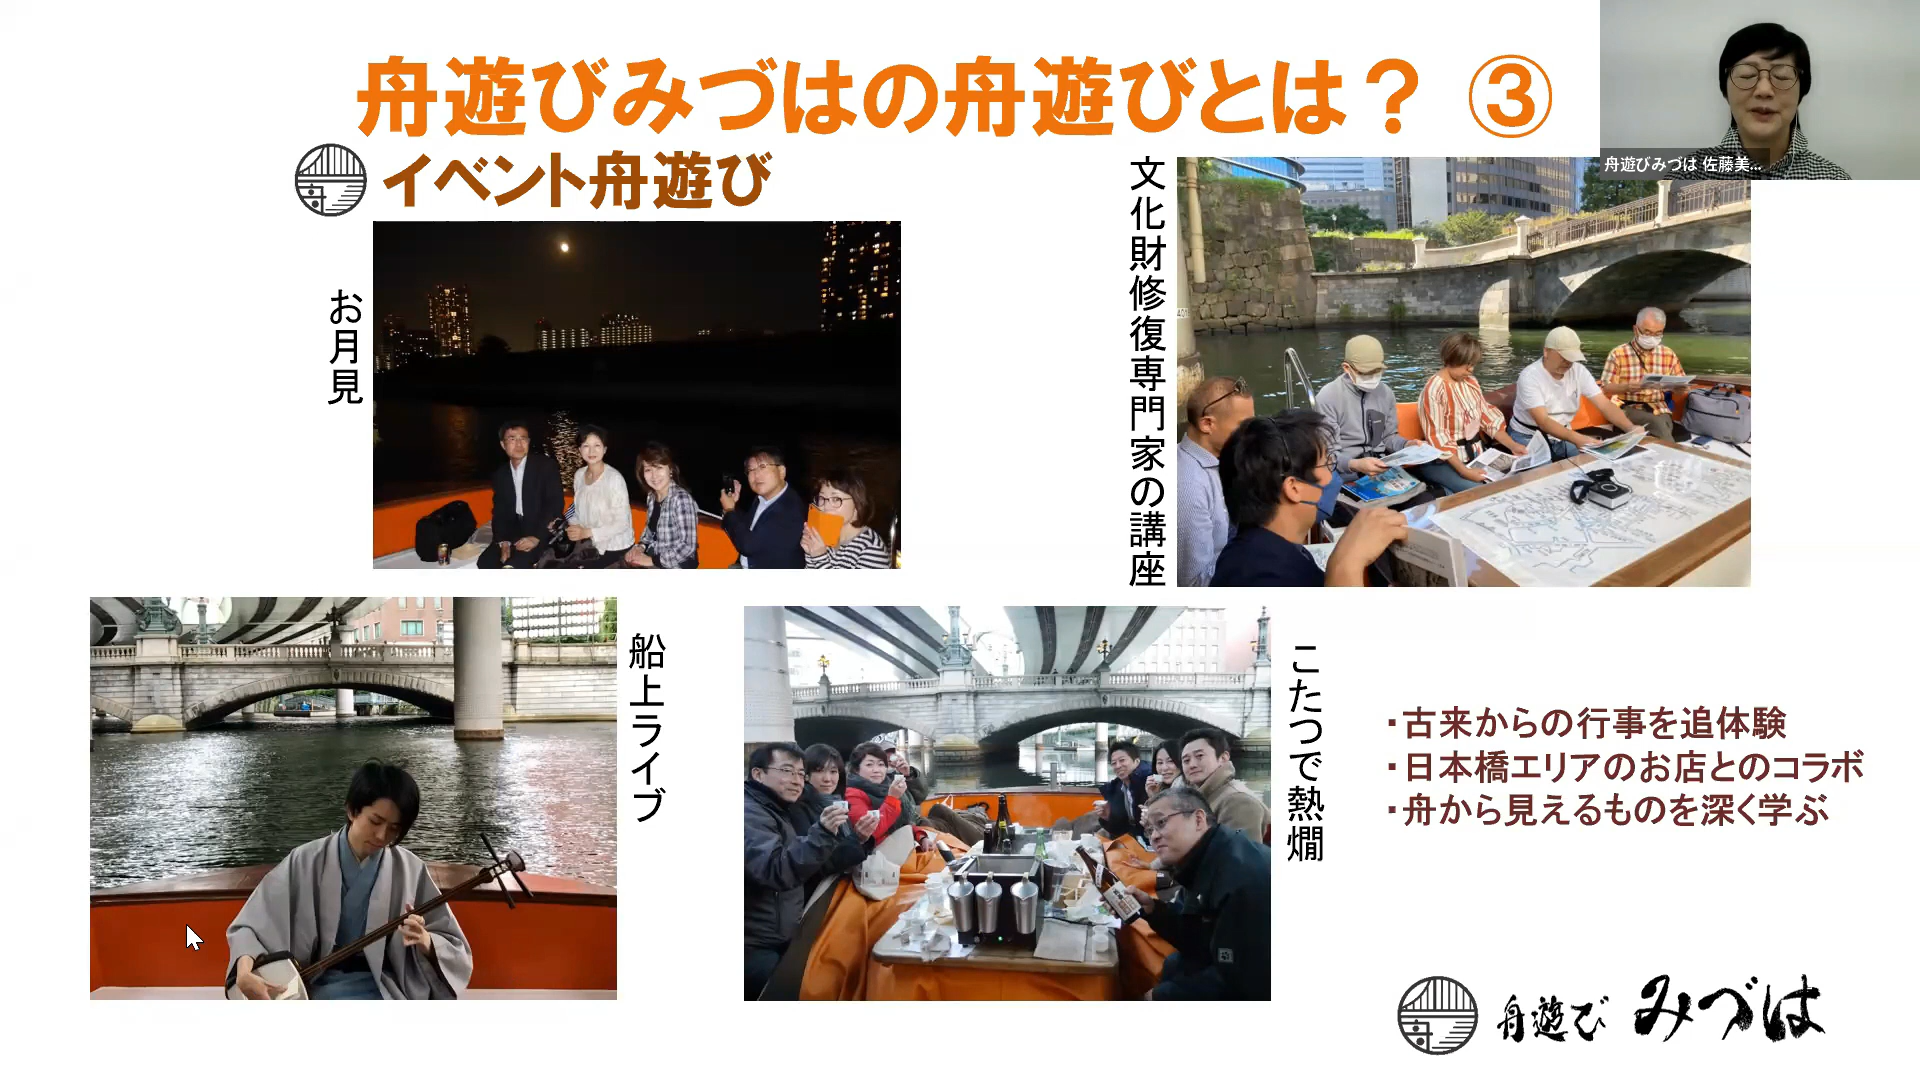 舟遊びみづはの舟遊びとは？ ③
舟遊びみづは 佐藤美...
イベント舟遊び
お月見
文化財修復専門家の講座
船上ライブ
こたつで熱燗
・古来からの行事を追体験
・日本橋エリアのお店とのコラボ
・舟から見えるものを深く学ぶ
舟遊び みづは